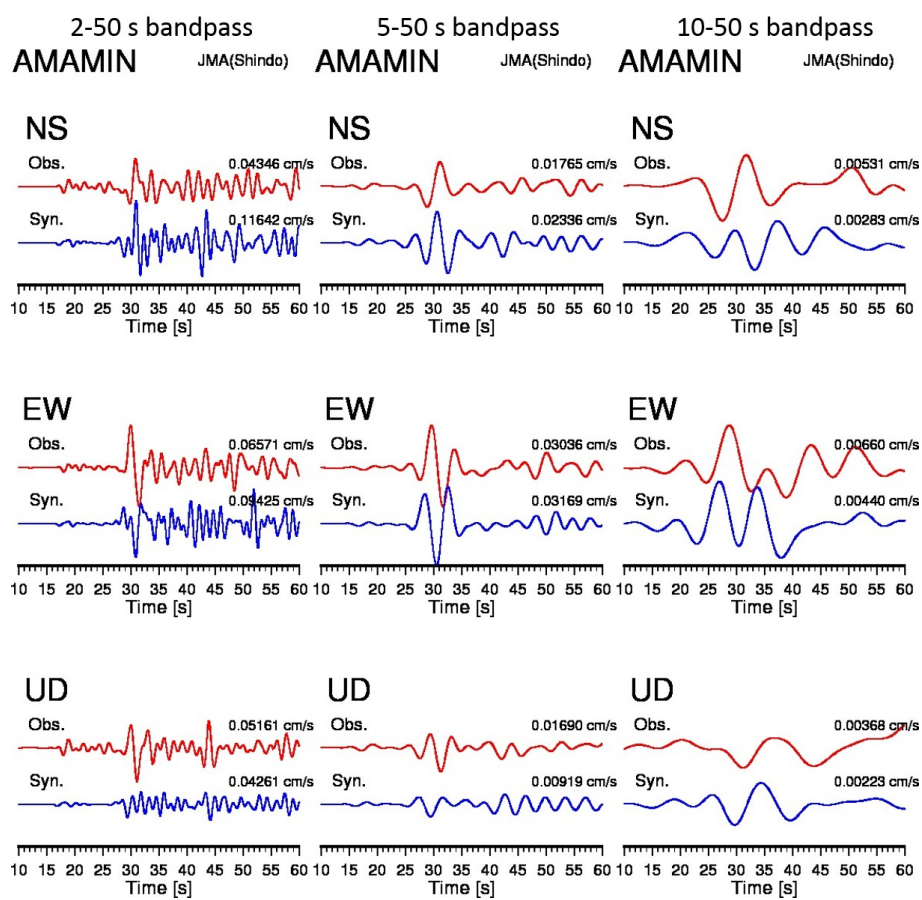 2-50 s bandpass 5-50 s bandpass 10-50 s bandpass
AMAMIN JMA(Shindo) AMAMIN JMA(Shindo) AMAMIN JMA(Shindo)
NS NS NS
Obs. 0.04346 cm/s Obs. 0.01765 cm/s Obs. 0.00531 cm/s
Syn. 0.11642 cm/s Syn. 0.02336 cm/s Syn. 0.00283 cm/s
10 15 20 25 30 35 40 45 50 55 60 10 15 20 25 30 35 40 45 50 55 60 10 15 20 25 30 35 40 45 50 55 60
Time [s] Time [s] Time [s]
EW EW EW
Obs. 0.06571 cm/s Obs. 0.03036 cm/s Obs. 0.00660 cm/s
Syn. 0.09425 cm/s Syn. 0.03169 cm/s Syn. 0.00440 cm/s
10 15 20 25 30 35 40 45 50 55 60 10 15 20 25 30 35 40 45 50 55 60 10 15 20 25 30 35 40 45 50 55 60
Time [s] Time [s] Time [s]
UD UD UD
Obs. 0.05161 cm/s Obs. 0.01690 cm/s Obs. 0.00368 cm/s
Syn. 0.04261 cm/s Syn. 0.00919 cm/s Syn. 0.00223 cm/s
10 15 20 25 30 35 40 45 50 55 60 10 15 20 25 30 35 40 45 50 55 60 10 15 20 25 30 35 40 45 50 55 60
Time [s] Time [s] Time [s]